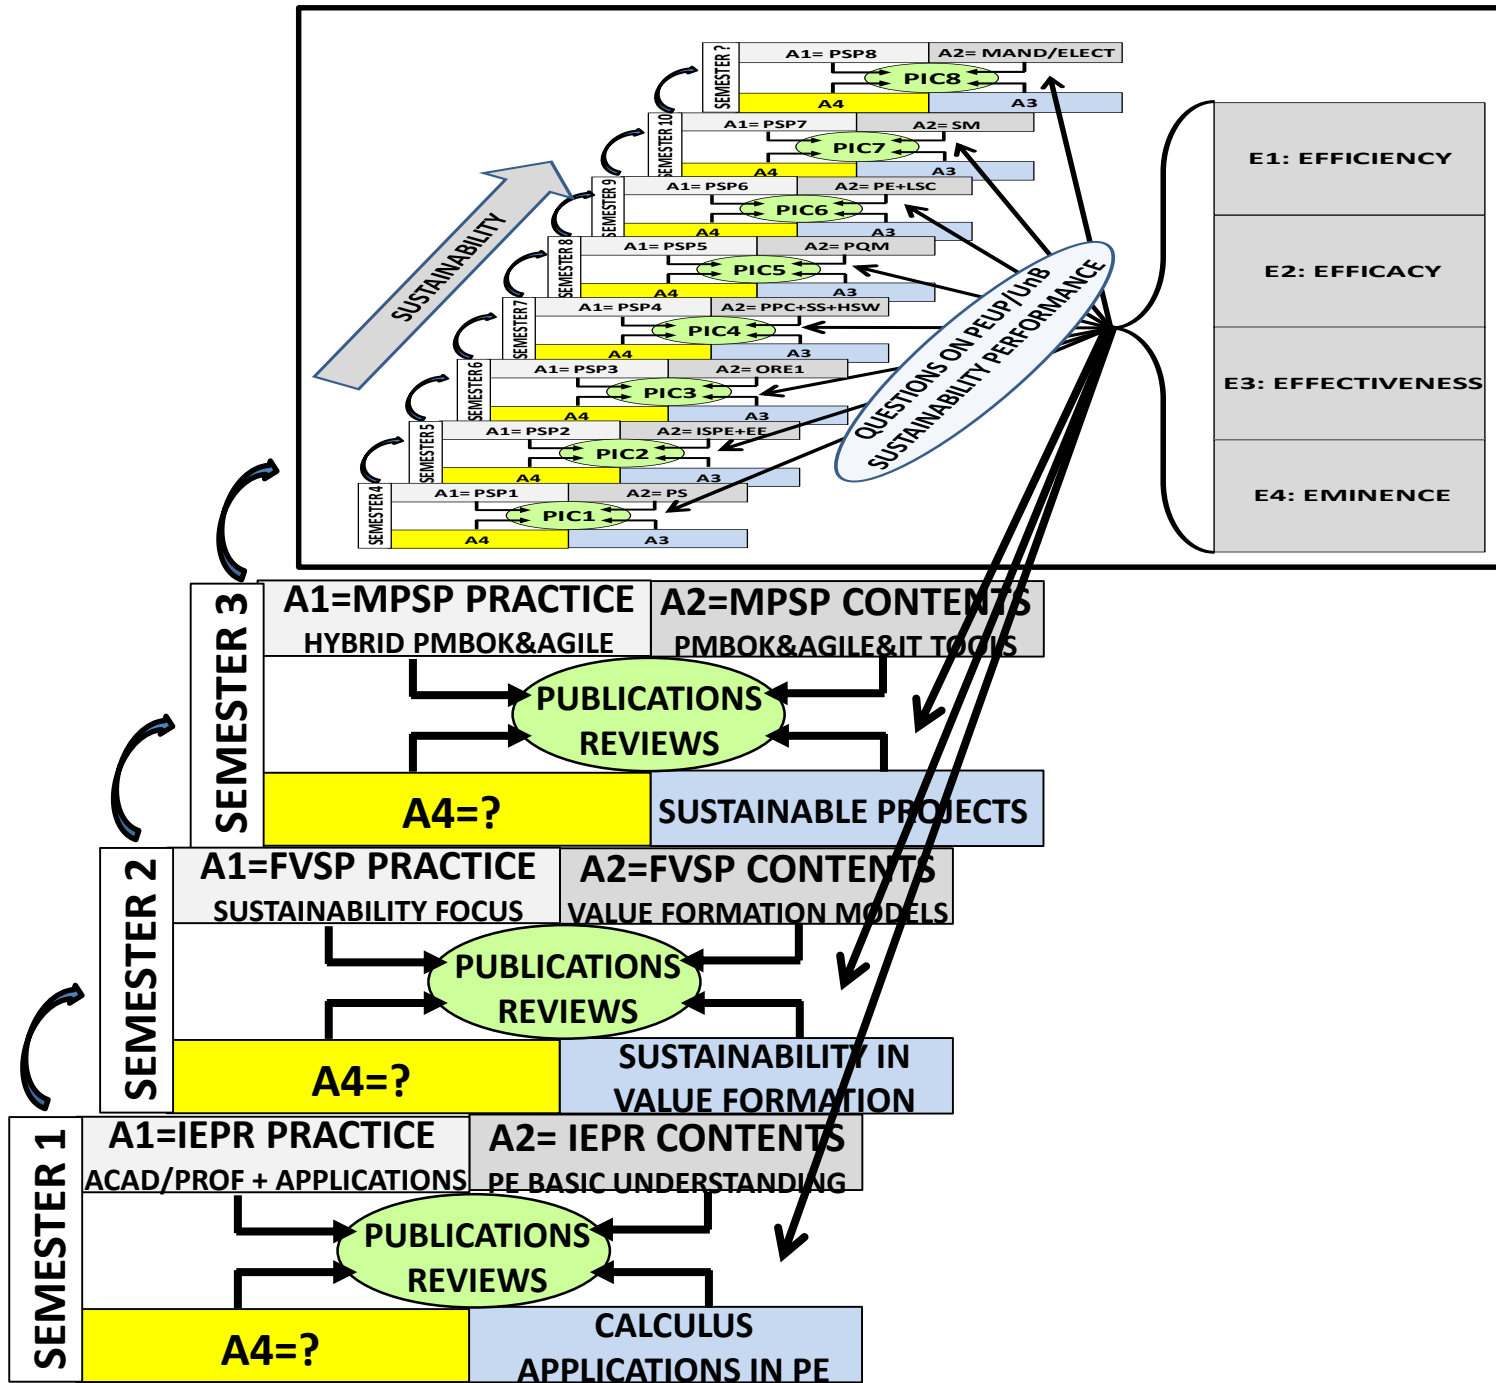 SEMESTER ?
A1= PSP8
A2= MAND/ELECT
PIC8
A4
A3
SEMESTER 10
A1= PSP7
A2= SM
PIC7
A4
A3
SEMESTER 9
A1= PSP6
A2= PE+LSC
PIC6
A4
A3
SEMESTER 8
A1= PSP5
A2= PQM
PIC5
A4
A3
SEMESTER7
A1= PSP4
A2= PPC+SS+HSW
PIC4
A4
A3
SEMESTER6
A1= PSP3
A2= ORE1
PIC3
A4
A3
SEMESTER5
A1= PSP2
A2= ISPE+EE
PIC2
A4
A3
SEMESTER4
A1= PSP1
A2= PS
PIC1
A4
A3
SUSTAINABILITY
QUESTIONS ON PEUP/UnB
SUSTAINABILITY PERFORMANCE
E1: EFFICIENCY
E2: EFFICACY
E3: EFFECTIVENESS
E4: EMINENCE
SEMESTER 3
A1=MPSP PRACTICE
HYBRID PMBOK&AGILE
A2=MPSP CONTENTS
PMBOK&AGILE&IT TOOLS
PUBLICATIONS
REVIEWS
A4=?
SUSTAINABLE PROJECTS
SEMESTER 2
A1=FVSP PRACTICE
SUSTAINABILITY FOCUS
A2=FVSP CONTENTS
VALUE FORMATION MODELS
PUBLICATIONS
REVIEWS
A4=?
SUSTAINABILITY IN
VALUE FORMATION
SEMESTER 1
A1=IEPR PRACTICE
ACAD/PROF + APPLICATIONS
A2= IEPR CONTENTS
PE BASIC UNDERSTANDING
PUBLICATIONS
REVIEWS
A4=?
CALCULUS
APPLICATIONS IN PE